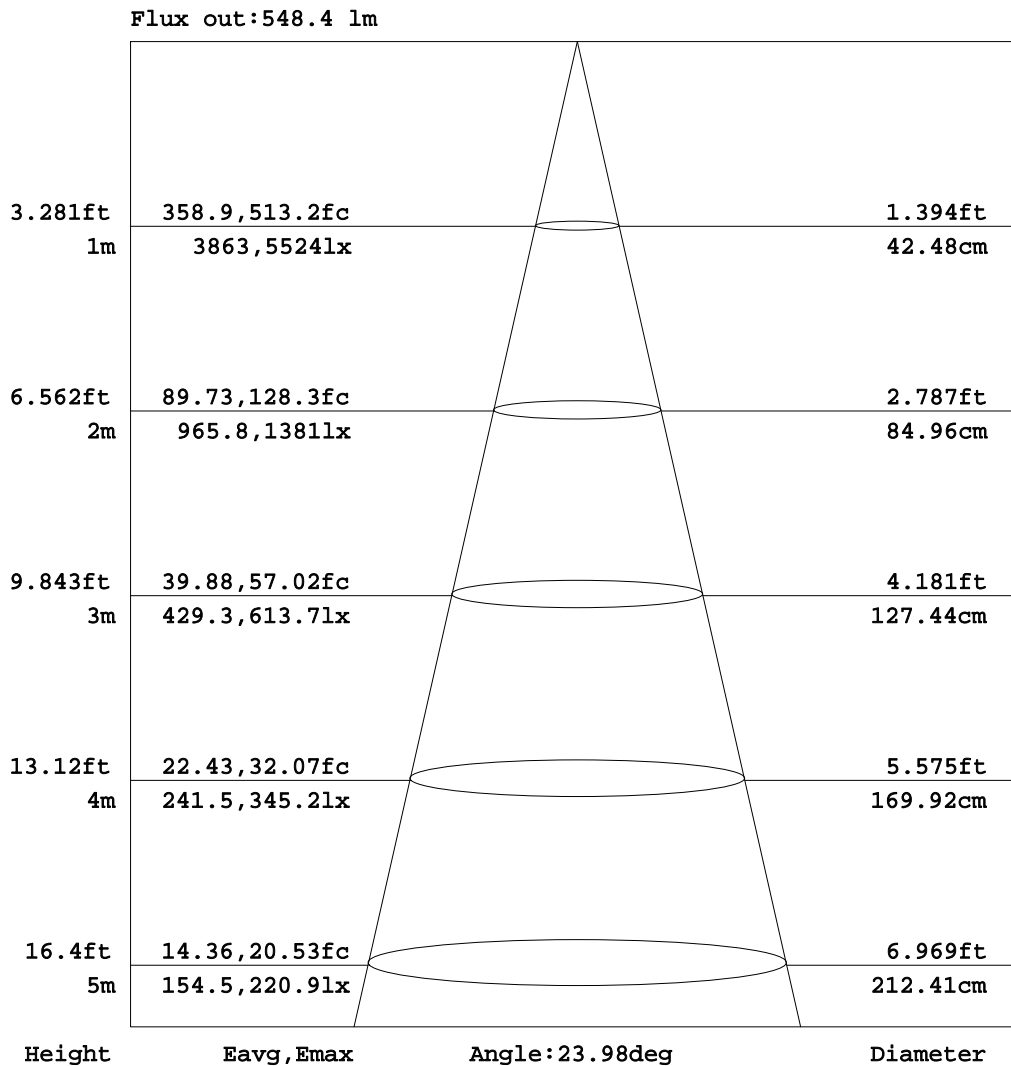 Flux out:548.4 lm
3.281ft 358.9,513.2fc 1.394ft
1m 3863,5524lx 42.48cm
6.562ft 89.73,128.3fc 2.787ft
2m 965.8,1381lx 84.96cm
9.843ft 39.88,57.02fc 4.181ft
3m 429.3,613.7lx 127.44cm
13.12ft 22.43,32.07fc 5.575ft
4m 241.5,345.2lx 169.92cm
16.4ft 14.36,20.53fc 6.969ft
5m 154.5,220.9lx 212.41cm
Height Eavg,Emax Angle:23.98deg Diameter